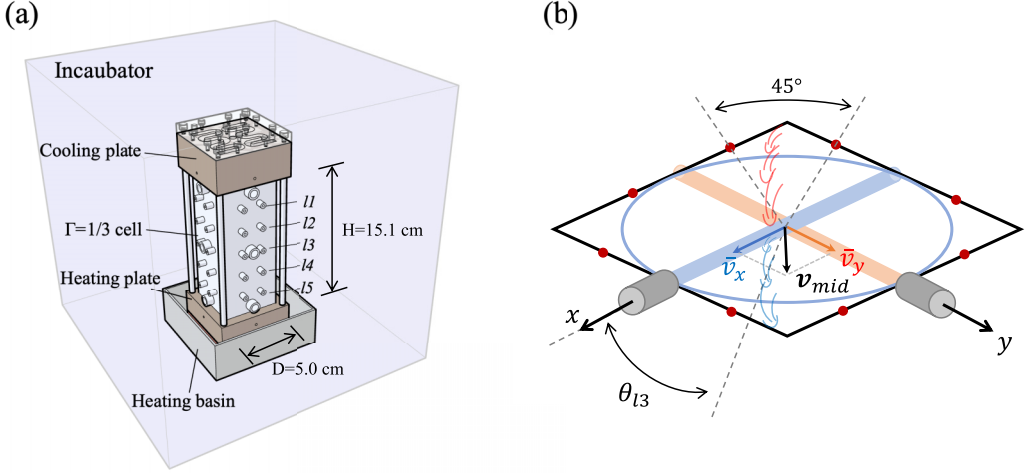 (a)
Incaubator
Cooling plate
Γ=1/3 cell
Heating plate
Heating basin
l1
l2
l3
l4
l5
H=15.1 cm
D=5.0 cm
(b)
45°
v̄x
v̄y
vmid
x
y
θl3